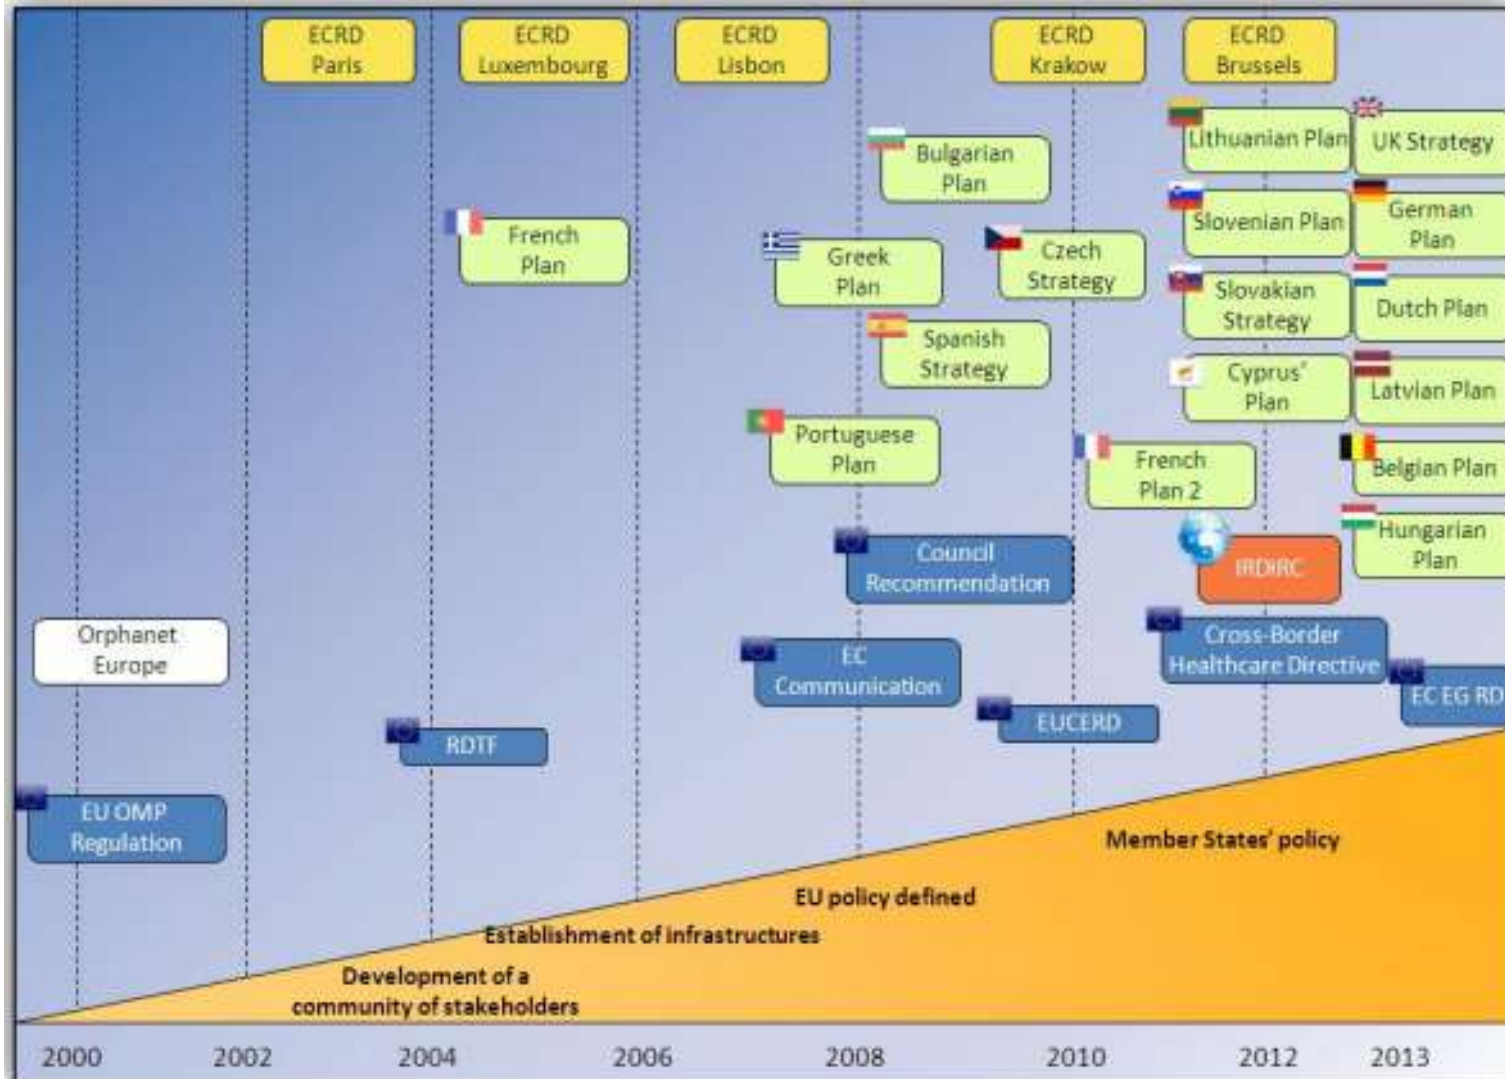 ECRD
Paris
ECRD
Luxembourg
ECRD
Lisbon
ECRD
Krakow
ECRD
Brussels
Lithuanian Plan
UK Strategy
Bulgarian
Plan
Slovenian Plan
German
Plan
French
Plan
Greek
Plan
Czech
Strategy
Slovakian
Strategy
Dutch Plan
Spanish
Strategy
Cyprus'
Plan
Latvian Plan
Portuguese
Plan
French
Plan 2
Belgian Plan
Council
Recommendation
IRDIRC
Hungarian
Plan
Orphanet
Europe
EC
Communication
Cross-Border
Healthcare Directive
EC EG RD
RDTF
EUCERD
EU OMP
Regulation
Member States' policy
EU policy defined
Establishment of infrastructures
Development of a
community of stakeholders
2000 2002 2004 2006 2008 2010 2012 2013